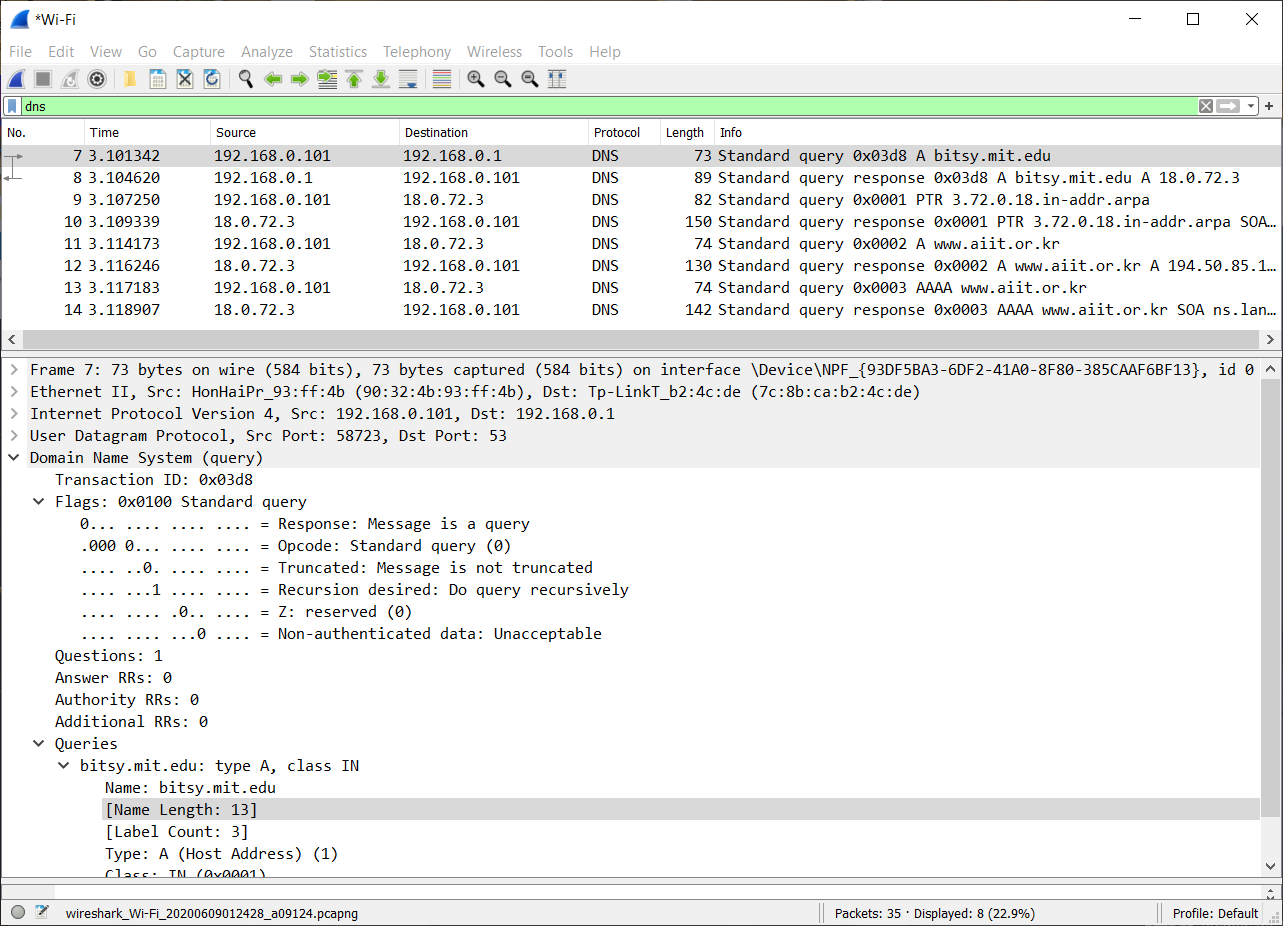 *Wi-Fi
File Edit View Go Capture Analyze Statistics Telephony Wireless Tools Help
dns
No. Time Source Destination Protocol Length Info
7 3.101342 192.168.0.101 192.168.0.1 DNS 73 Standard query 0x03d8 A bitsy.mit.edu
8 3.104620 192.168.0.1 192.168.0.101 DNS 89 Standard query response 0x03d8 A bitsy.mit.edu A 18.0.72.3
9 3.107250 192.168.0.101 18.0.72.3 DNS 82 Standard query 0x0001 PTR 3.72.0.18.in-addr.arpa
10 3.109339 18.0.72.3 192.168.0.101 DNS 150 Standard query response 0x0001 PTR 3.72.0.18.in-addr.arpa SOA…
11 3.114173 192.168.0.101 18.0.72.3 DNS 74 Standard query 0x0002 A www.aiit.or.kr
12 3.116246 18.0.72.3 192.168.0.101 DNS 130 Standard query response 0x0002 A www.aiit.or.kr A 194.50.85.1…
13 3.117183 192.168.0.101 18.0.72.3 DNS 74 Standard query 0x0003 AAAA www.aiit.or.kr
14 3.118907 18.0.72.3 192.168.0.101 DNS 142 Standard query response 0x0003 AAAA www.aiit.or.kr SOA ns.lan…
Frame 7: 73 bytes on wire (584 bits), 73 bytes captured (584 bits) on interface \Device\NPF_{93DF5BA3-6DF2-41A0-8F80-385CAAF6BF13}, id 0
Ethernet II, Src: HonHaiPr_93:ff:4b (90:32:4b:93:ff:4b), Dst: Tp-LinkT_b2:4c:de (7c:8b:ca:b2:4c:de)
Internet Protocol Version 4, Src: 192.168.0.101, Dst: 192.168.0.1
User Datagram Protocol, Src Port: 58723, Dst Port: 53
Domain Name System (query)
Transaction ID: 0x03d8
Flags: 0x0100 Standard query
0... .... .... .... = Response: Message is a query
.000 0... .... .... = Opcode: Standard query (0)
.... ..0. .... .... = Truncated: Message is not truncated
.... ...1 .... .... = Recursion desired: Do query recursively
.... .... .0.. .... = Z: reserved (0)
.... .... ...0 .... = Non-authenticated data: Unacceptable
Questions: 1
Answer RRs: 0
Authority RRs: 0
Additional RRs: 0
Queries
bitsy.mit.edu: type A, class IN
Name: bitsy.mit.edu
[Name Length: 13]
[Label Count: 3]
Type: A (Host Address) (1)
Class: IN (0x0001)
wireshark_Wi-Fi_20200609012428_a09124.pcapng Packets: 35 · Displayed: 8 (22.9%) Profile: Default